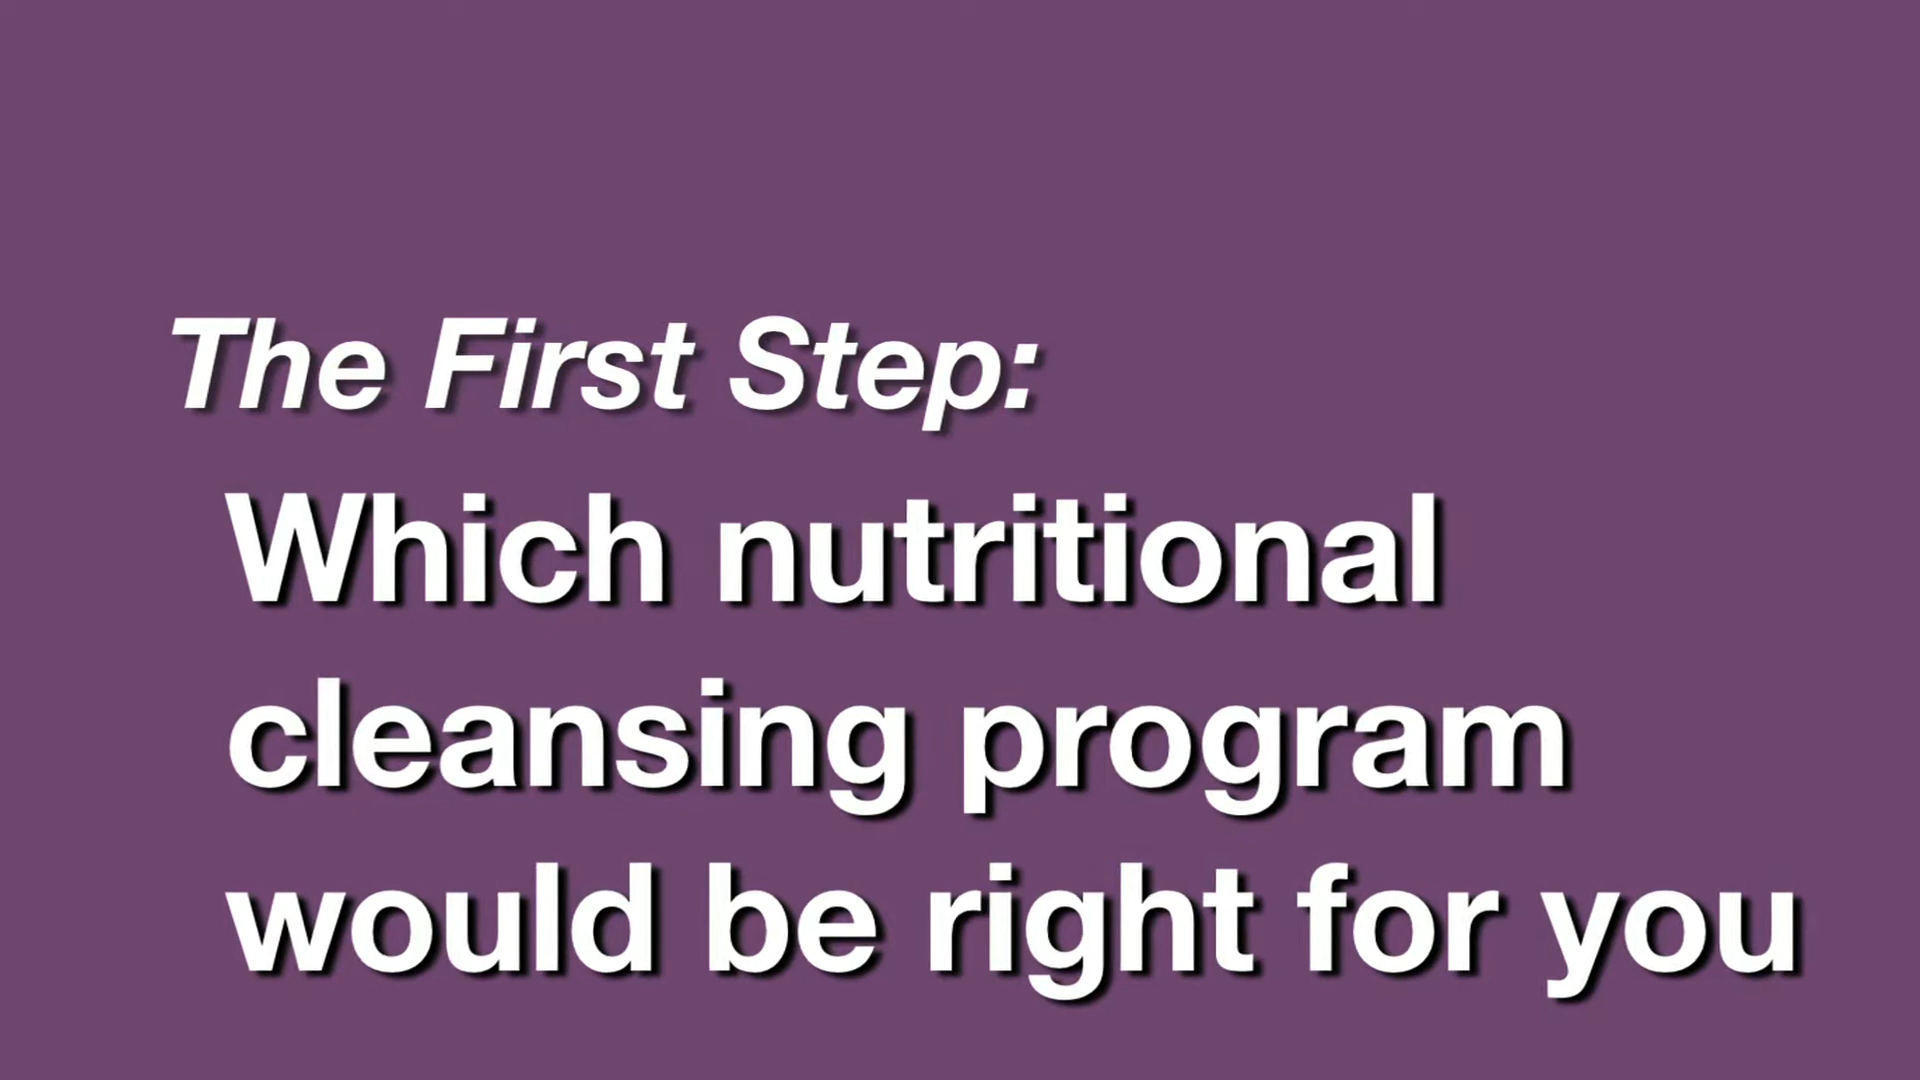 The First Step:
Which nutritional
cleansing program
would be right for you